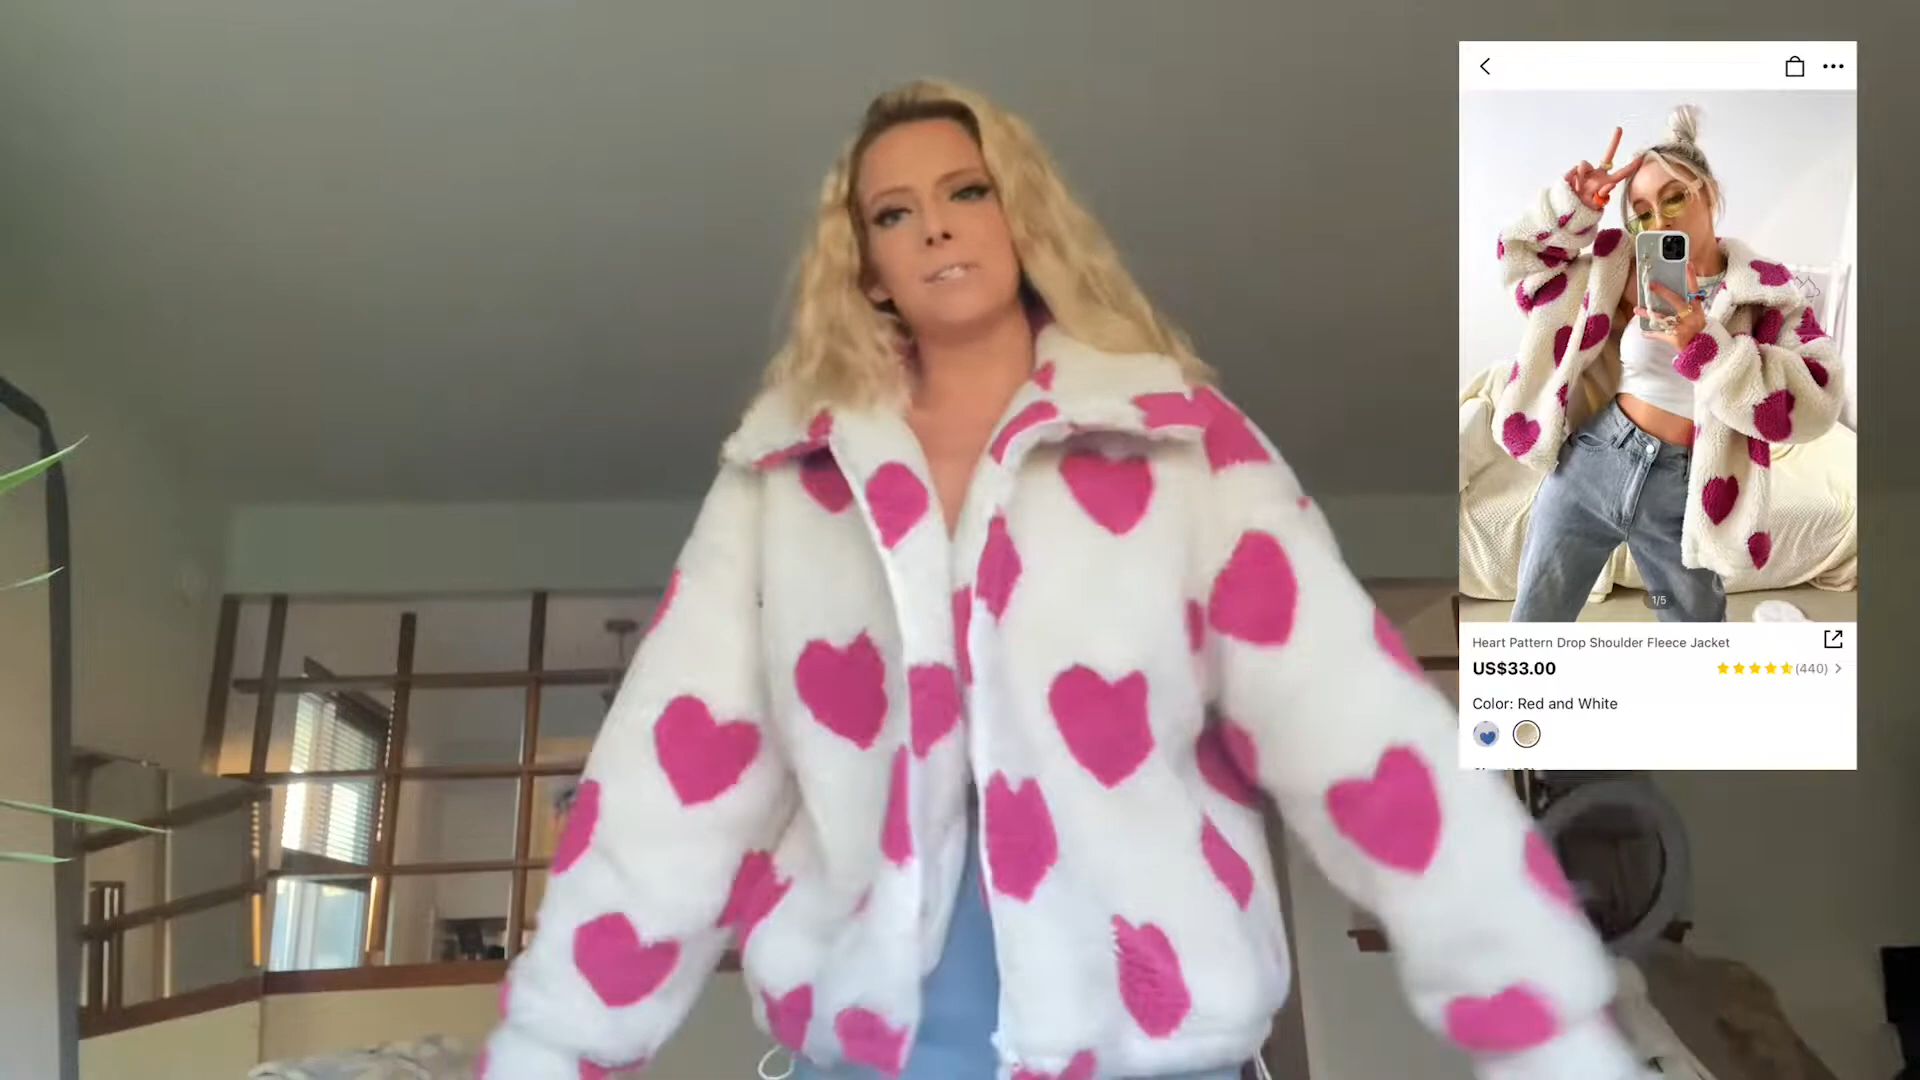 1/5
Heart Pattern Drop Shoulder Fleece Jacket
US$33.00
(440)
Color: Red and White